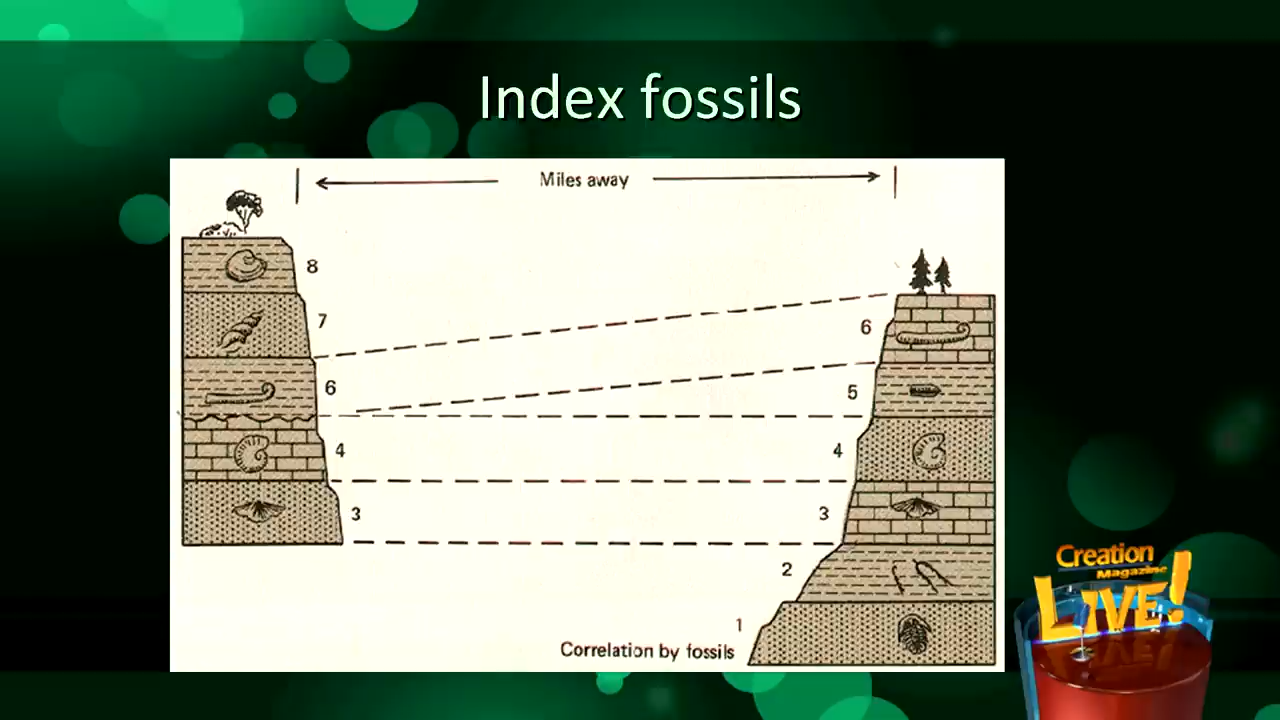 Index fossils
Miles away
8
7
6
6
5
4
4
3
3
2
1
Correlation by fossils
Creation
Magazine
LIVE!